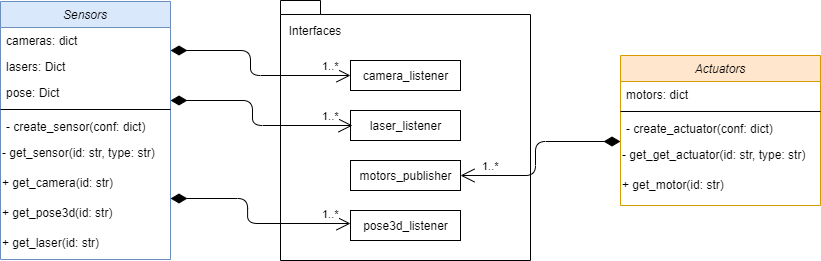 Sensors
cameras: dict
lasers: Dict
pose: Dict
- create_sensor(conf: dict)
- get_sensor(id: str, type: str)
+ get_camera(id: str)
+ get_pose3d(id: str)
+ get_laser(id: str)
Interfaces
1..*
camera_listener
1..*
laser_listener
motors_publisher
1..*
1..*
pose3d_listener
Actuators
motors: dict
- create_actuator(conf: dict)
- get_get_actuator(id: str, type: str)
+ get_motor(id: str)